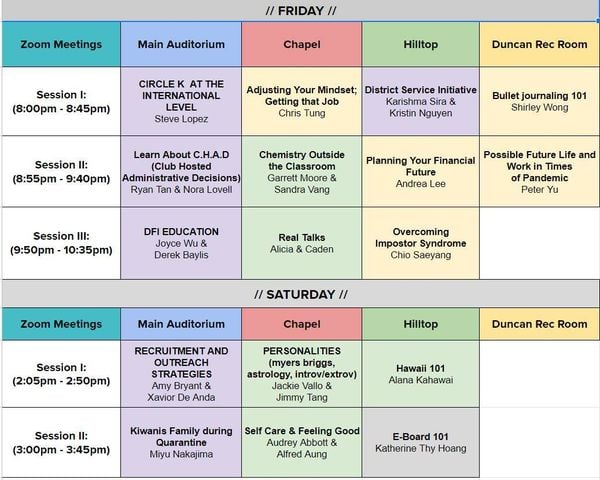 // FRIDAY //
Zoom Meetings
Main Auditorium
Chapel
Hilltop
Duncan Rec Room
Session I:
(8:00pm - 8:45pm)
CIRCLE K AT THE
INTERNATIONAL
LEVEL
Steve Lopez
Adjusting Your Mindset;
Getting that Job
Chris Tung
District Service Initiative
Karishma Sira &
Kristin Nguyen
Bullet journaling 101
Shirley Wong
Session II:
(8:55pm - 9:40pm)
Learn About C.H.A.D
(Club Hosted
Administrative Decisions)
Ryan Tan & Nora Lovell
Chemistry Outside
the Classroom
Garrett Moore &
Sandra Vang
Planning Your Financial
Future
Andrea Lee
Possible Future Life and
Work in Times
of Pandemic
Peter Yu
Session III:
(9:50pm - 10:35pm)
DFI EDUCATION
Joyce Wu &
Derek Baylis
Real Talks
Alicia & Caden
Overcoming
Impostor Syndrome
Chio Saeyang
// SATURDAY //
Zoom Meetings
Main Auditorium
Chapel
Hilltop
Duncan Rec Room
Session I:
(2:05pm - 2:50pm)
RECRUITMENT AND
OUTREACH
STRATEGIES
Amy Bryant &
Xavior De Anda
PERSONALITIES
(myers briggs,
astrology, introv/extrov)
Jackie Vallo &
Jimmy Tang
Hawaii 101
Alana Kahawai
Session II:
(3:00pm - 3:45pm)
Kiwanis Family during
Quarantine
Miyu Nakajima
Self Care & Feeling Good
Audrey Abbott &
Alfred Aung
E-Board 101
Katherine Thy Hoang